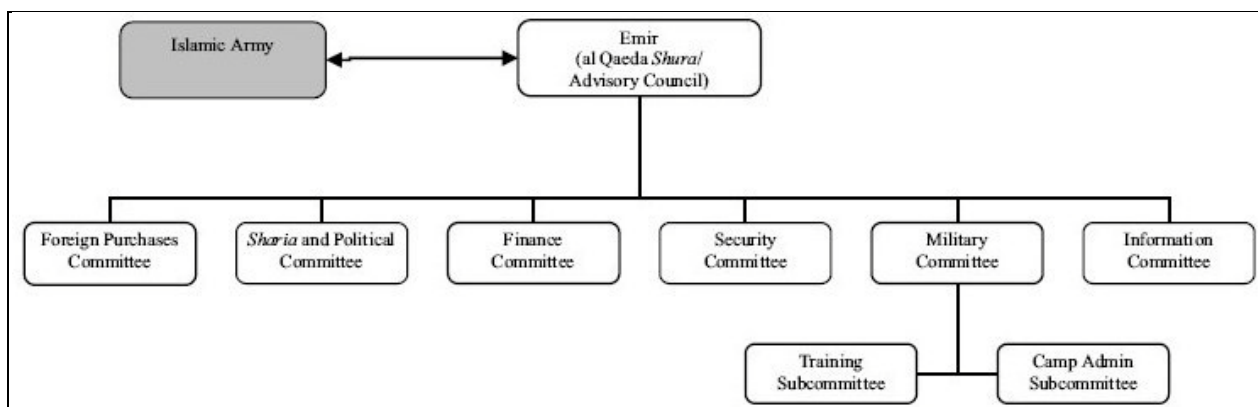 Islamic Army
Emir
(al Qaeda Shura/
Advisory Council)
Foreign Purchases
Committee
Sharia and Political
Committee
Finance
Committee
Security
Committee
Military
Committee
Information
Committee
Training
Subcommittee
Camp Admin
Subcommittee